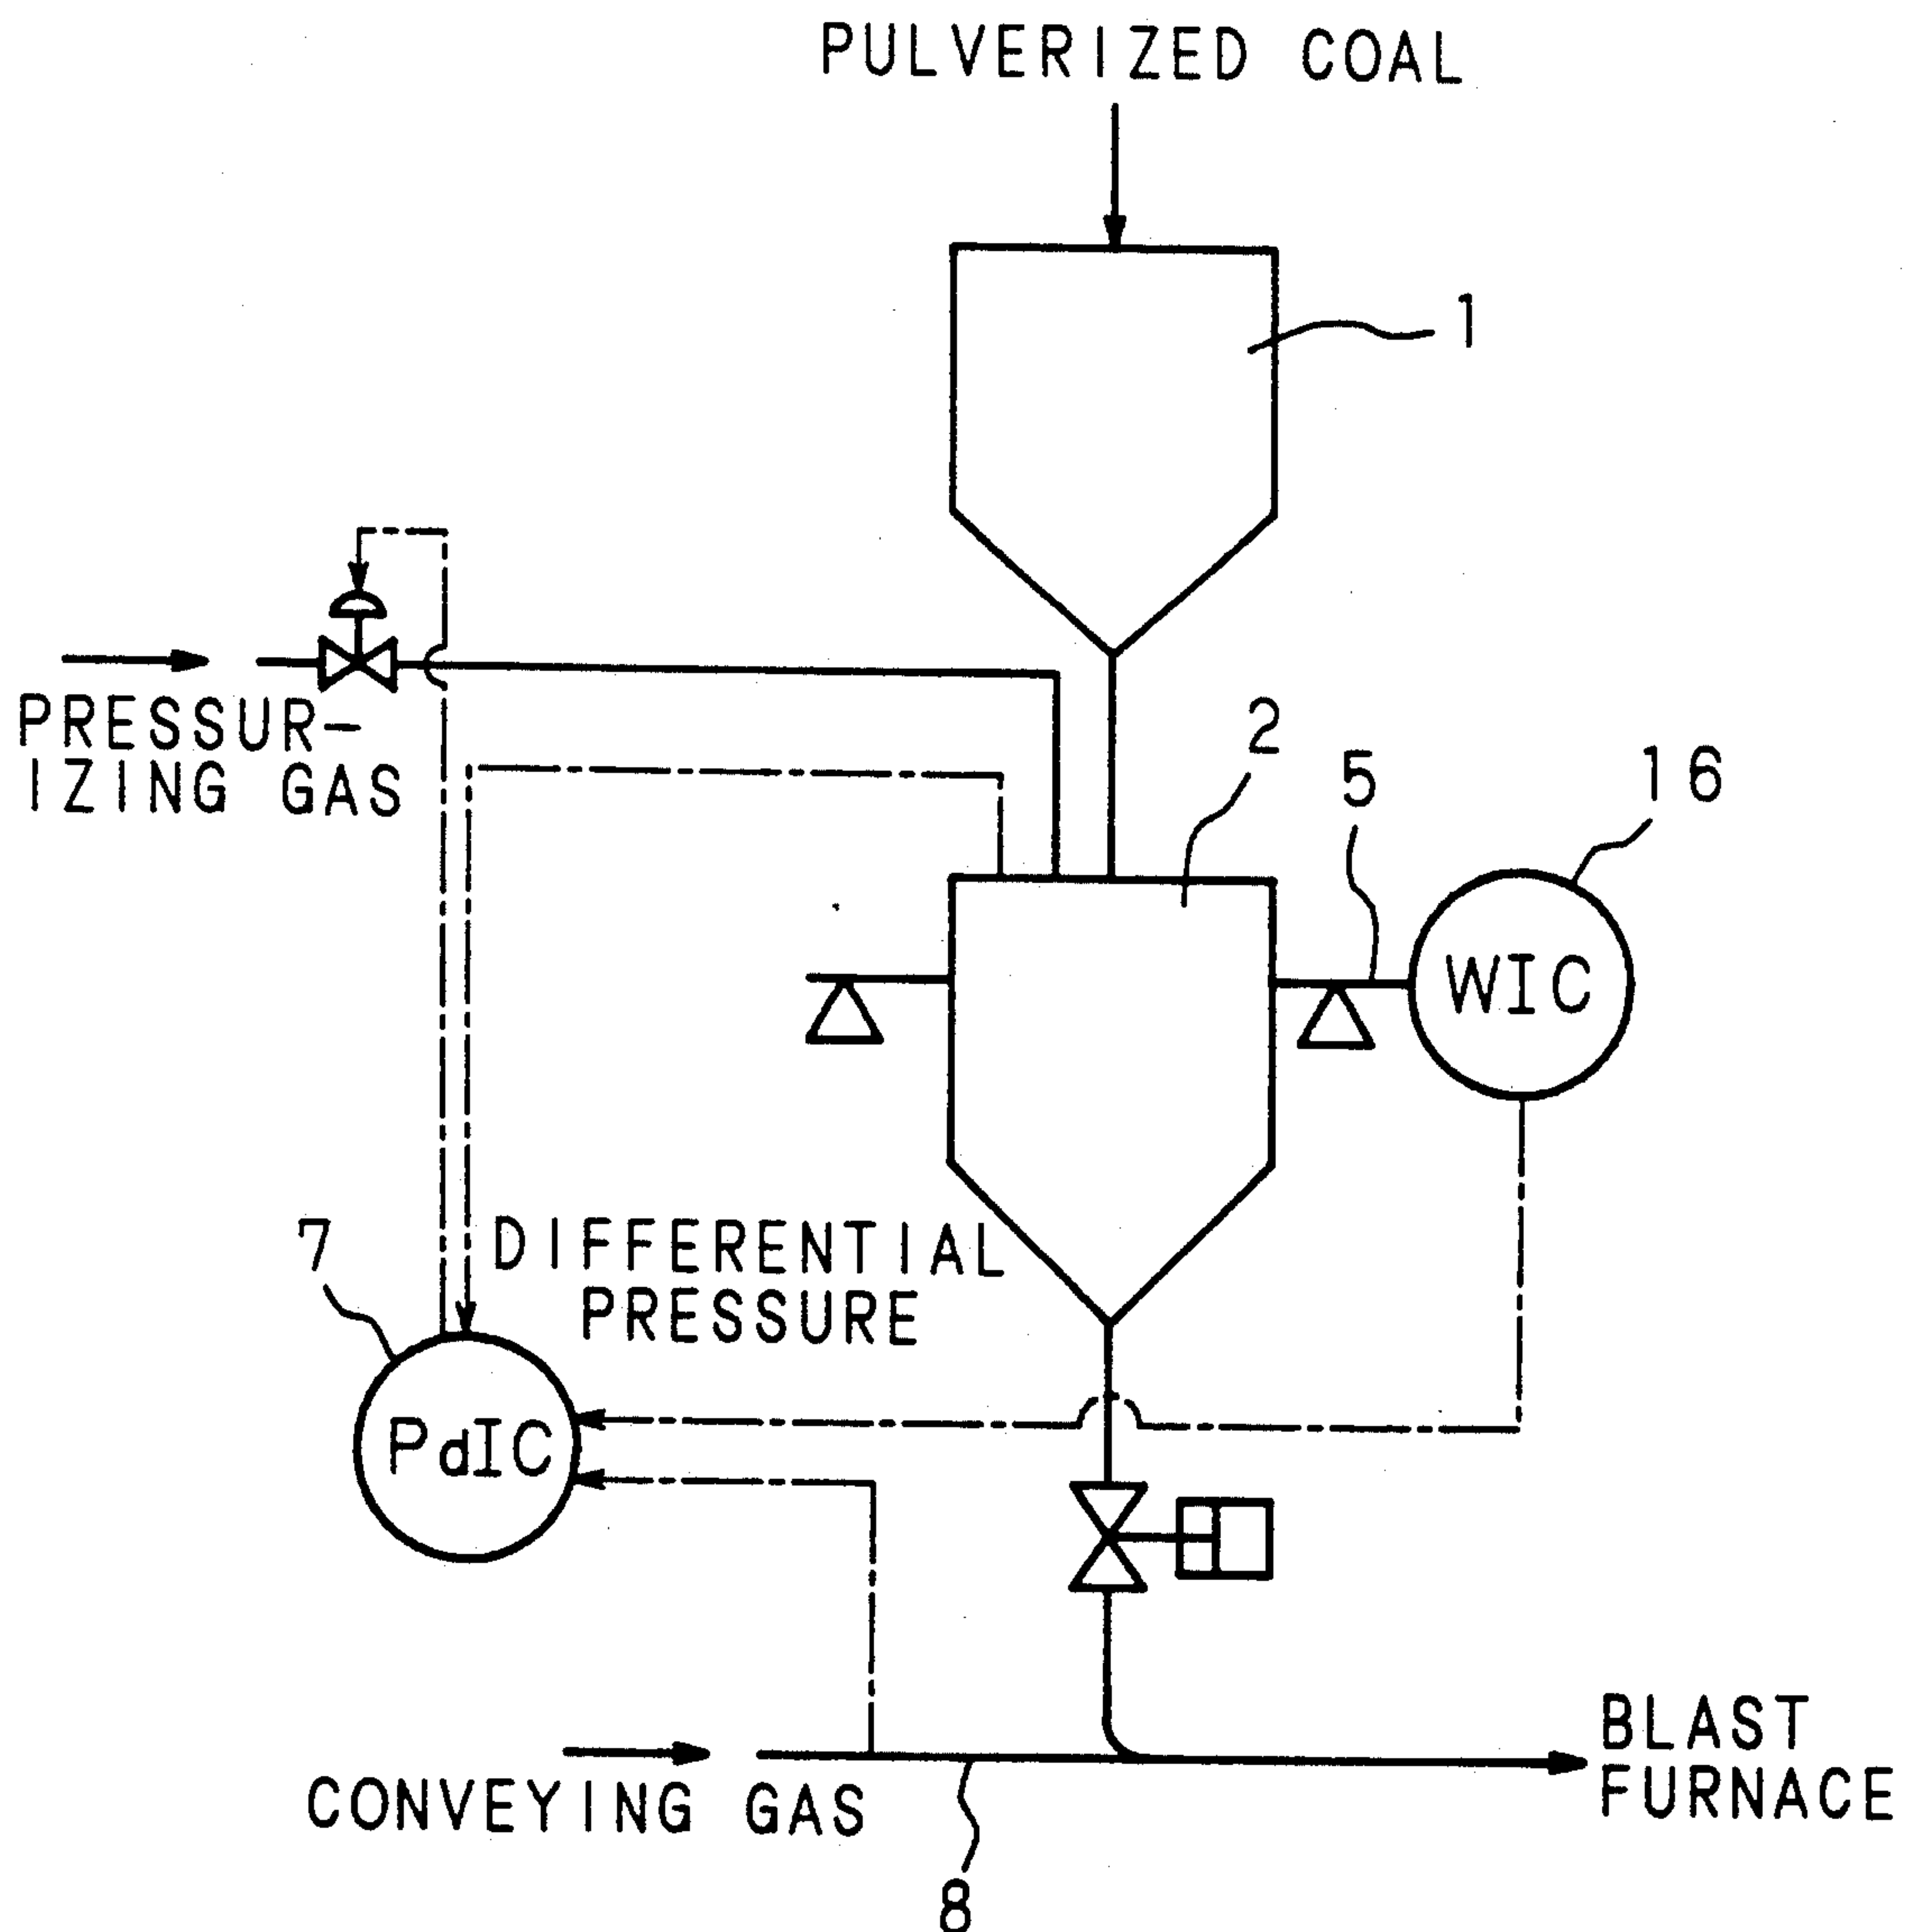 PULVERIZED COAL
1
PRESSUR-
IZING GAS
2
5
16
WIC
7
DIFFERENTIAL
PRESSURE
PdIC
BLAST
FURNACE
CONVEYING GAS
8